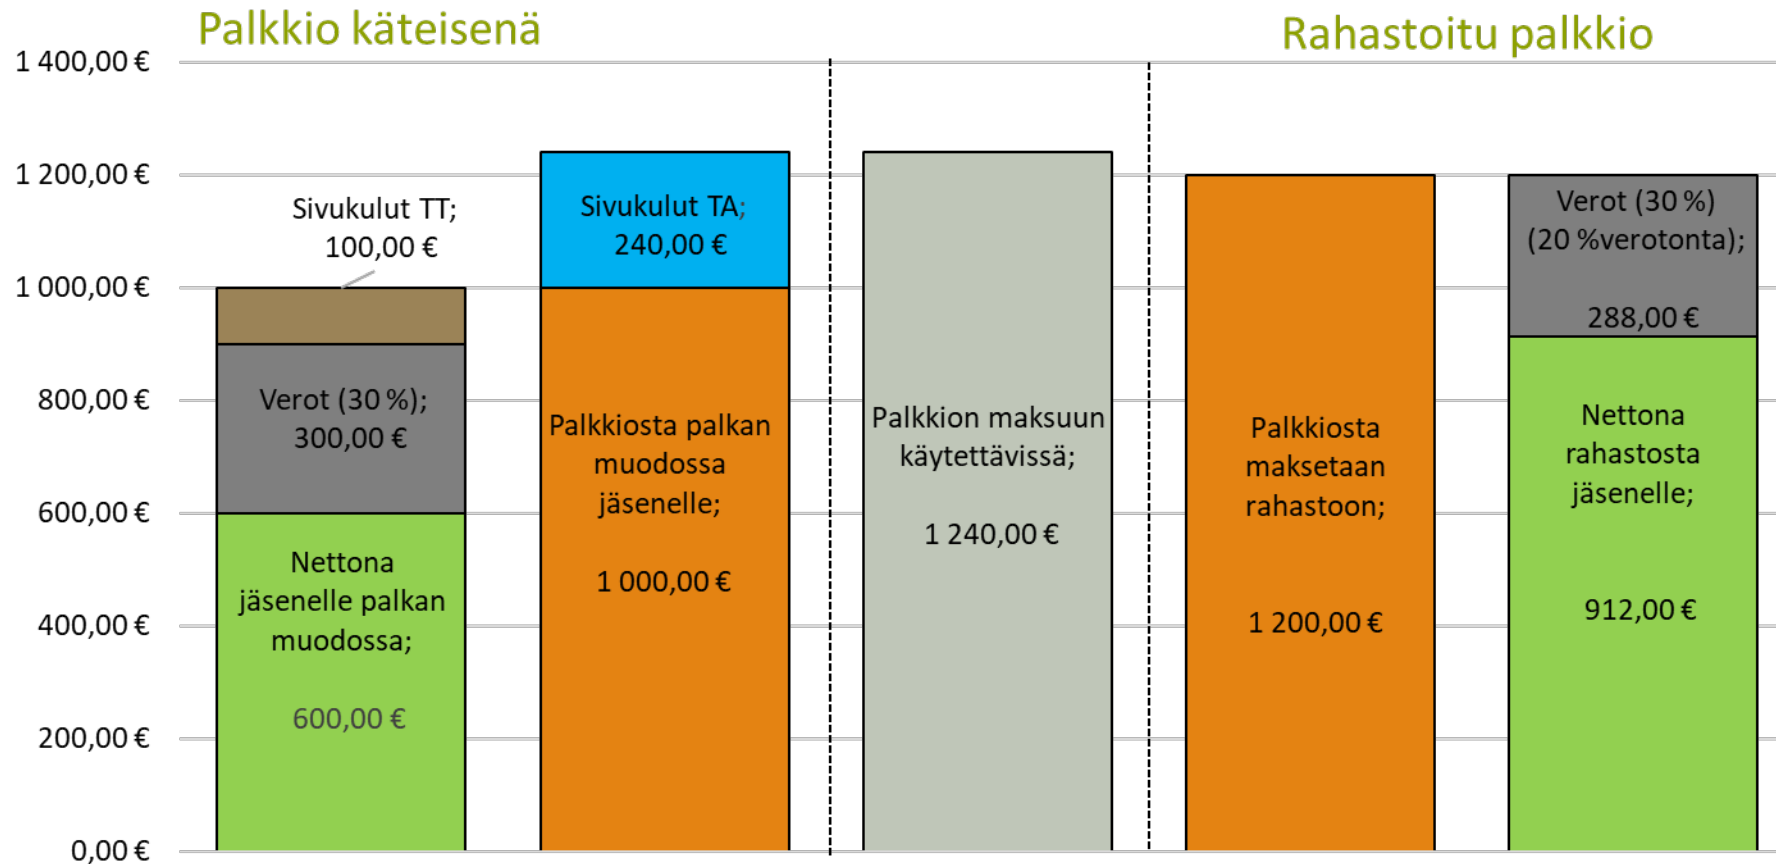 Palkkio käteisenä
Rahastoitu palkkio
1 400,00 €
1 200,00 €
1 000,00 €
800,00 €
600,00 €
400,00 €
200,00 €
0,00 €
Sivukulut TT;
100,00 €
Verot (30 %);
300,00 €
Nettona
jäsenelle palkan
muodossa;
600,00 €
Sivukulut TA;
240,00 €
Palkkiosta palkan
muodossa
jäsenelle;
1 000,00 €
Palkkion maksuun
käytettävissä;
1 240,00 €
Palkkiosta
maksetaan
rahastoon;
1 200,00 €
Verot (30 %)
(20 %verotonta);
288,00 €
Nettona
rahastosta
jäsenelle;
912,00 €